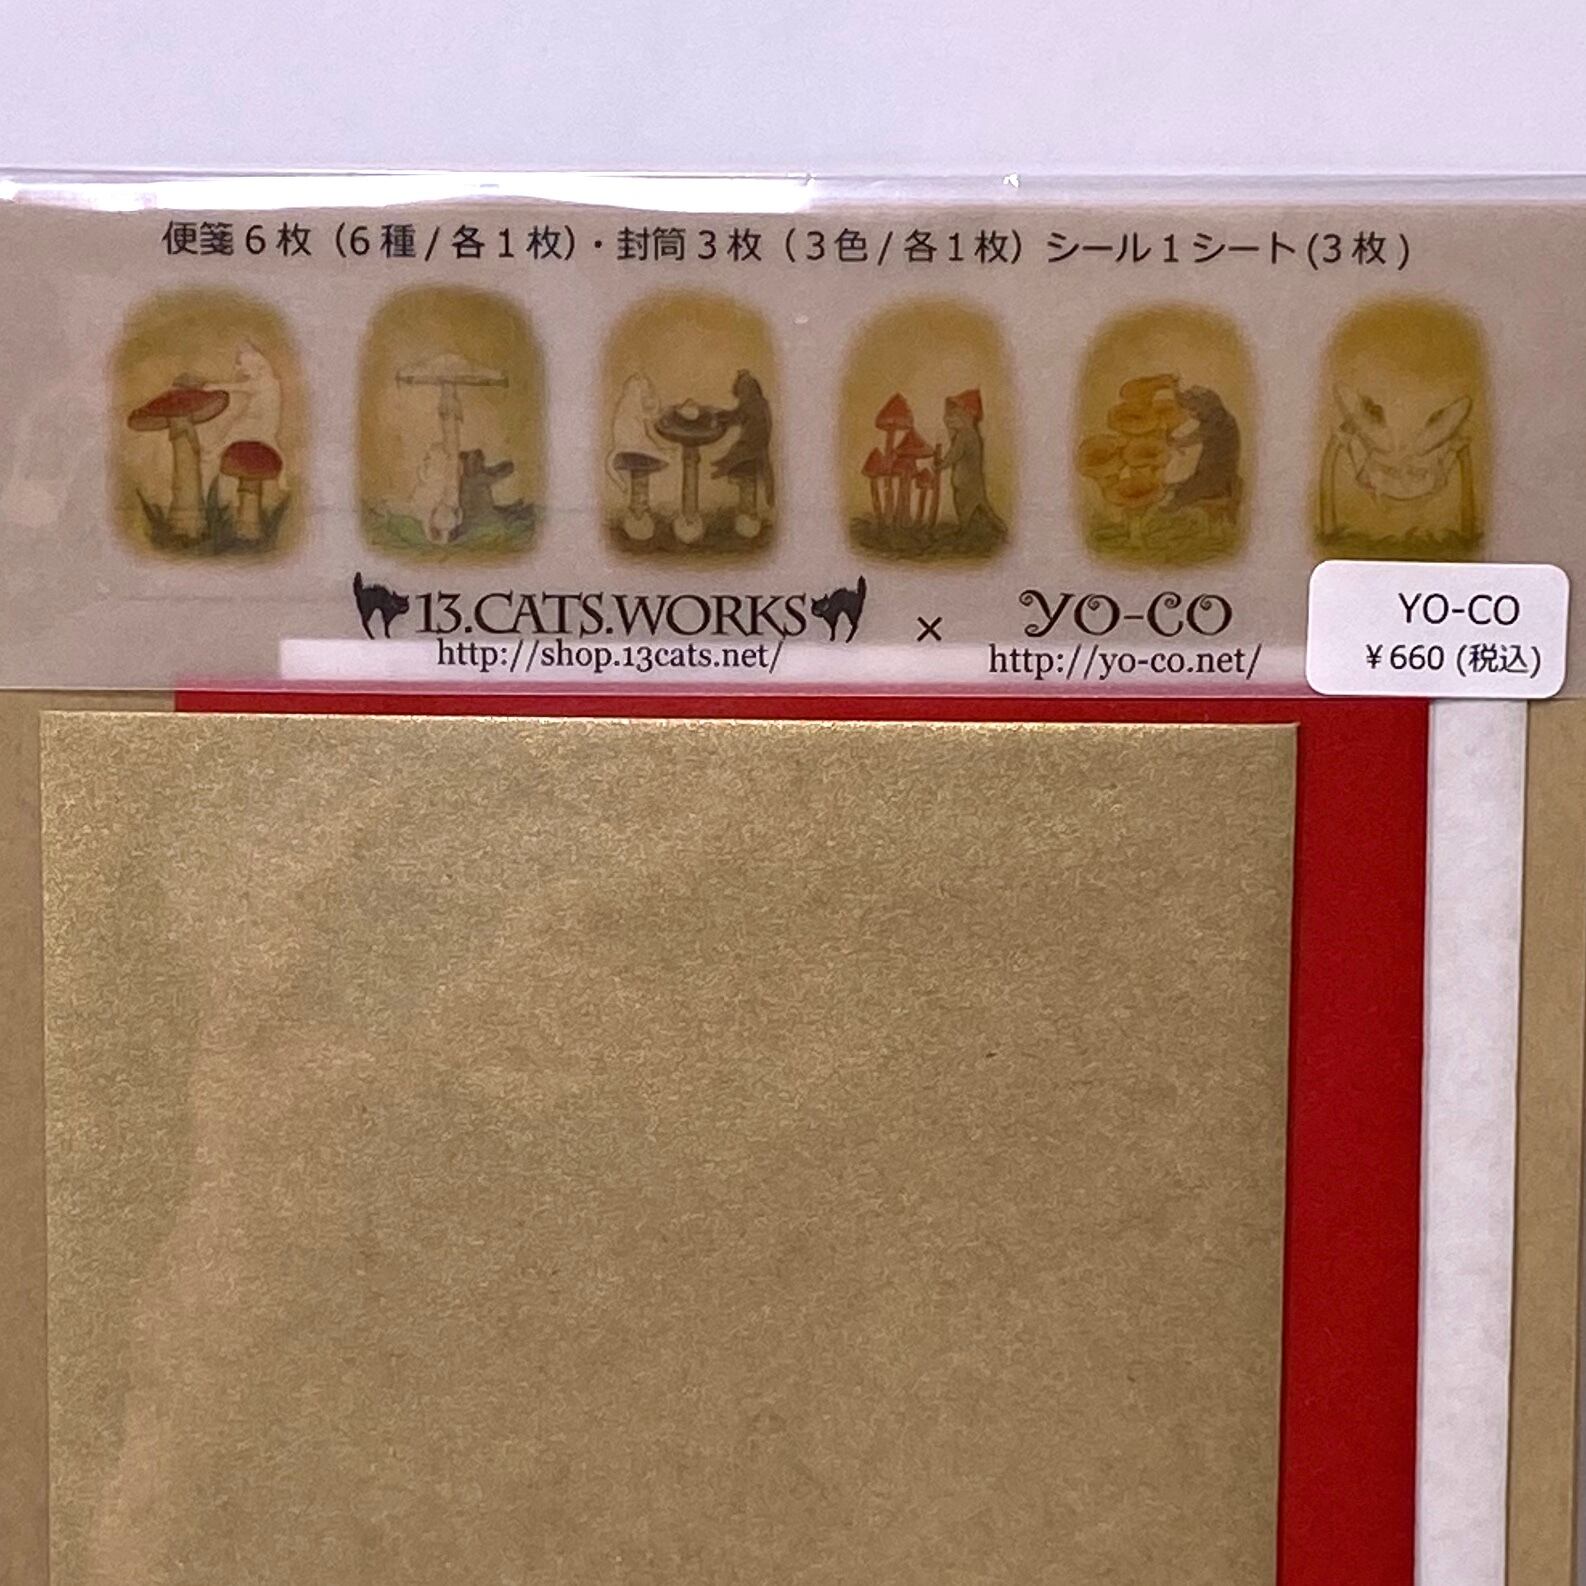 便箋6枚（6種/各1枚）・封筒3枚（3色/各1枚）シール1シート(3枚)
13.CATS.WORKS × YO-CO
http://shop.13cats.net/ http://yo-co.net/
YO-CO
¥660 (税込)